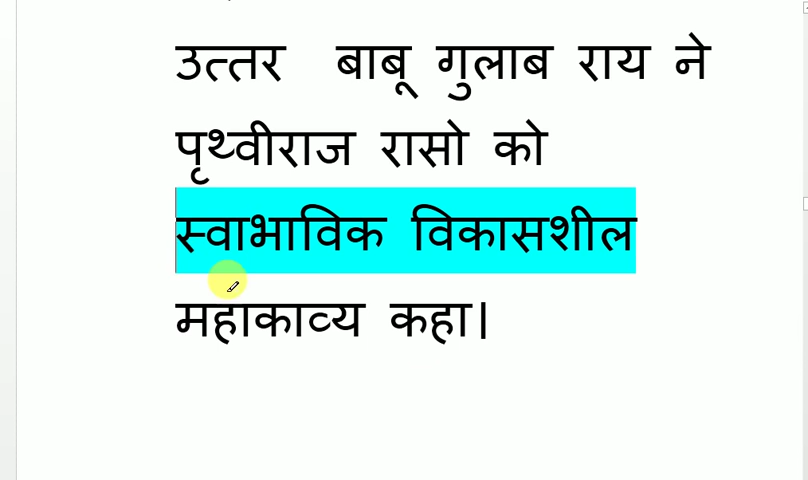 उत्तर बाबू गुलाब राय ने
पृथ्वीराज रासो को
स्वाभाविक विकासशील
महाकाव्य कहा।